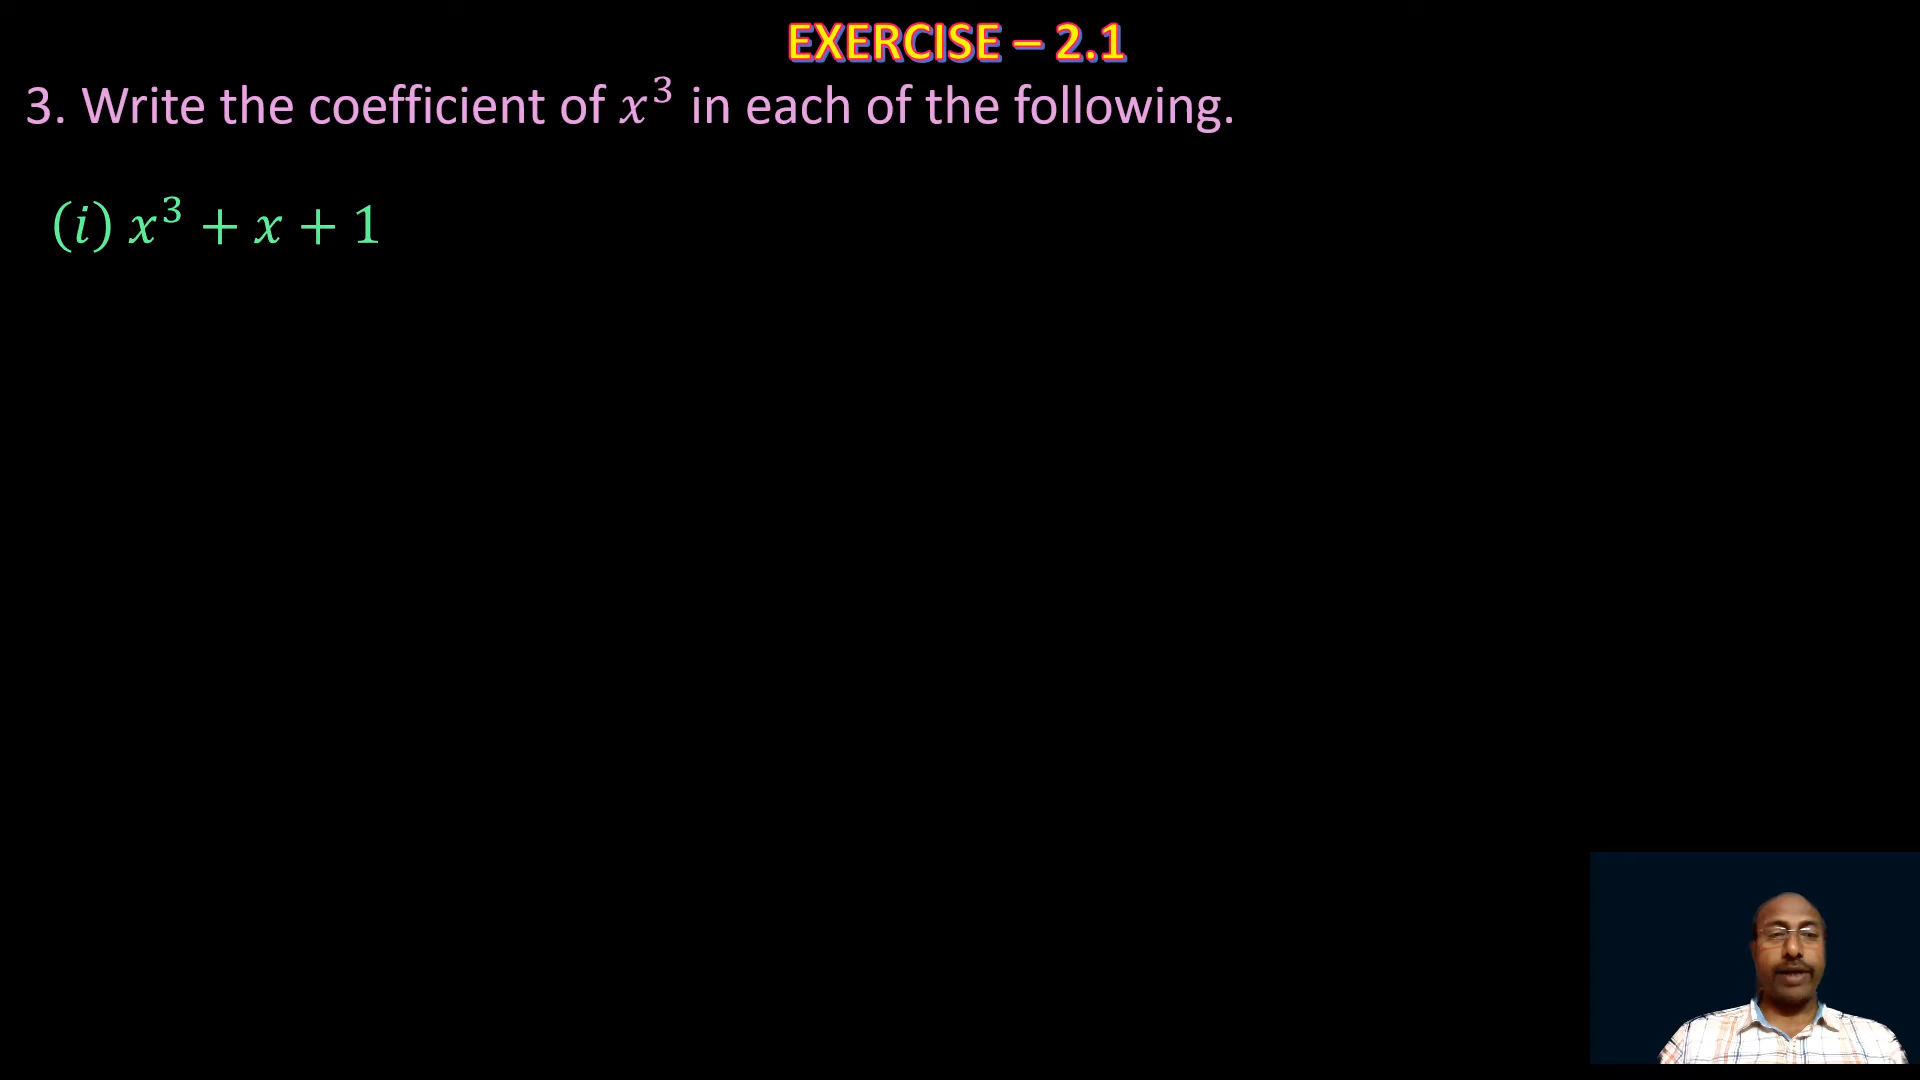 EXERCISE – 2.1
3. Write the coefficient of x³ in each of the following.
(i) x³ + x + 1